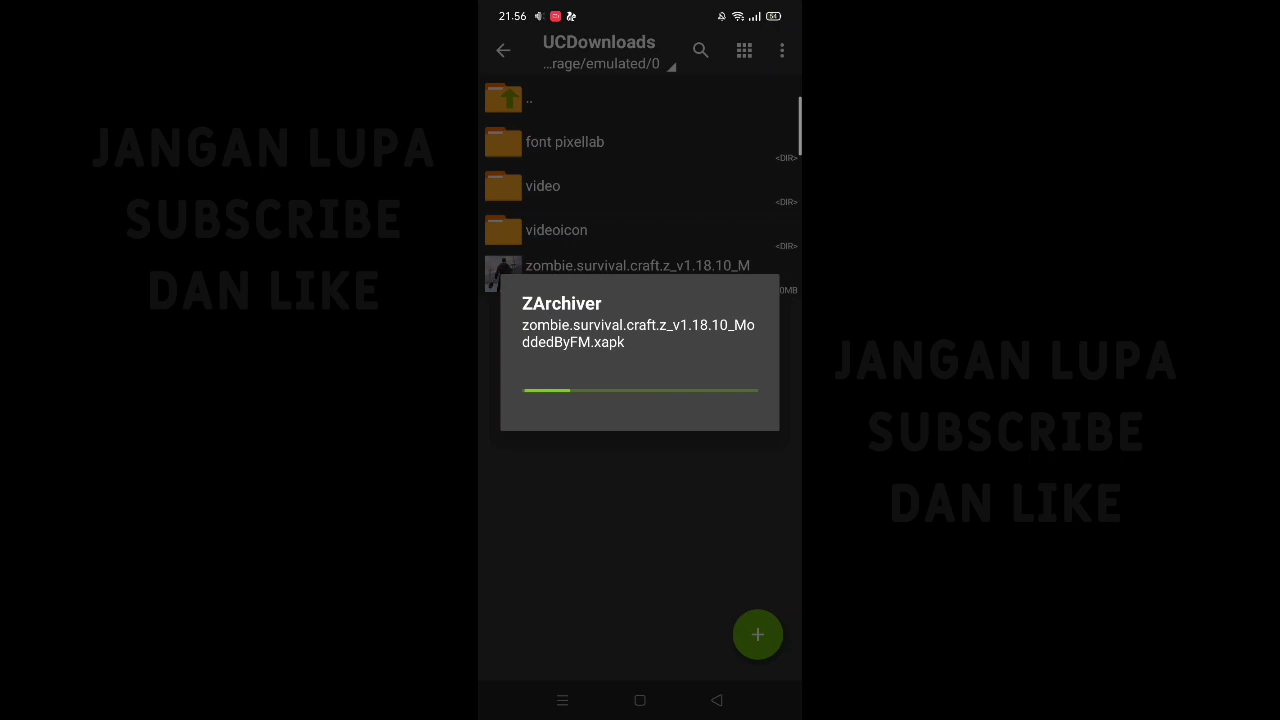 JANGAN LUPA
SUBSCRIBE
DAN LIKE
21.56
54
UCDownloads
...rage/emulated/0
..
font pixellab
<DIR>
video
<DIR>
videoicon
<DIR>
zombie.survival.craft.z_v1.18.10_M
0MB
ZArchiver
zombie.survival.craft.z_v1.18.10_Mo
ddedByFM.xapk
+
JANGAN LUPA
SUBSCRIBE
DAN LIKE